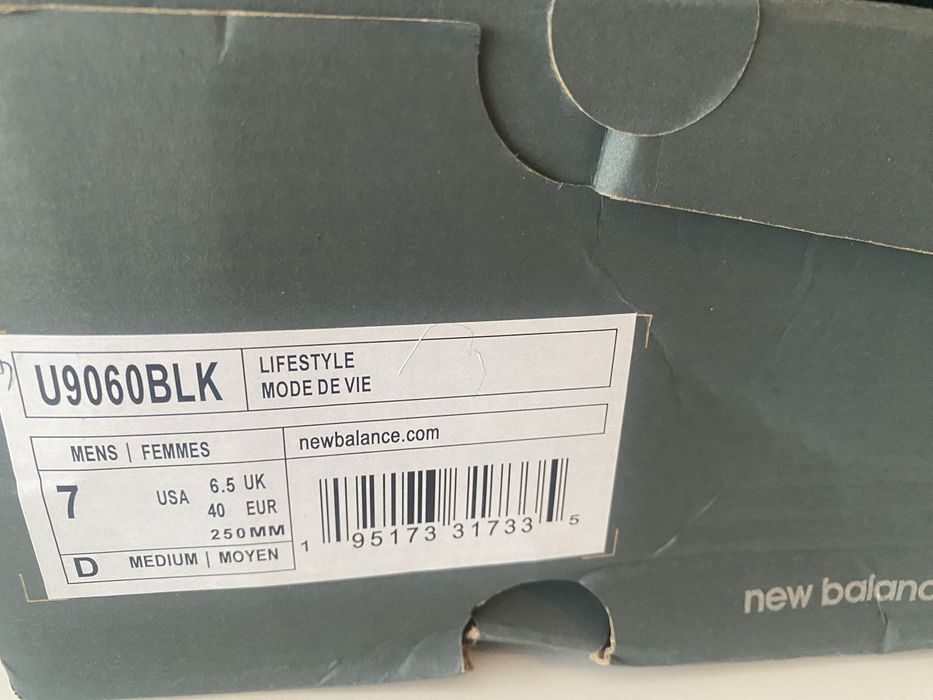 U9060BLK
LIFESTYLE
MODE DE VIE
MENS | FEMMES
newbalance.com
7 USA 6.5 UK
40 EUR
250MM
D MEDIUM | MOYEN
1 95173 31733 5
new balanc